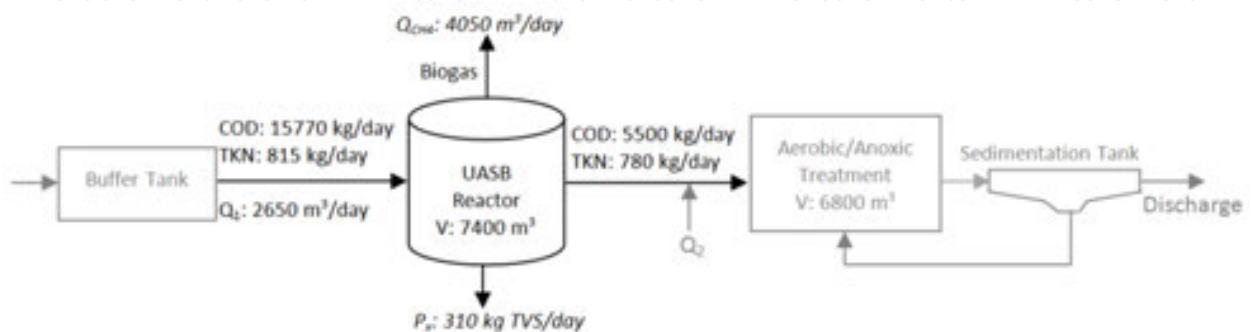 Q_CH4: 4050 m³/day
Biogas
COD: 15770 kg/day
TKN: 815 kg/day
Q₁: 2650 m³/day
Buffer Tank
UASB
Reactor
V: 7400 m³
COD: 5500 kg/day
TKN: 780 kg/day
Q₂
Aerobic/Anoxic
Treatment
V: 6800 m³
Sedimentation Tank
Discharge
Pₓ: 310 kg TVS/day